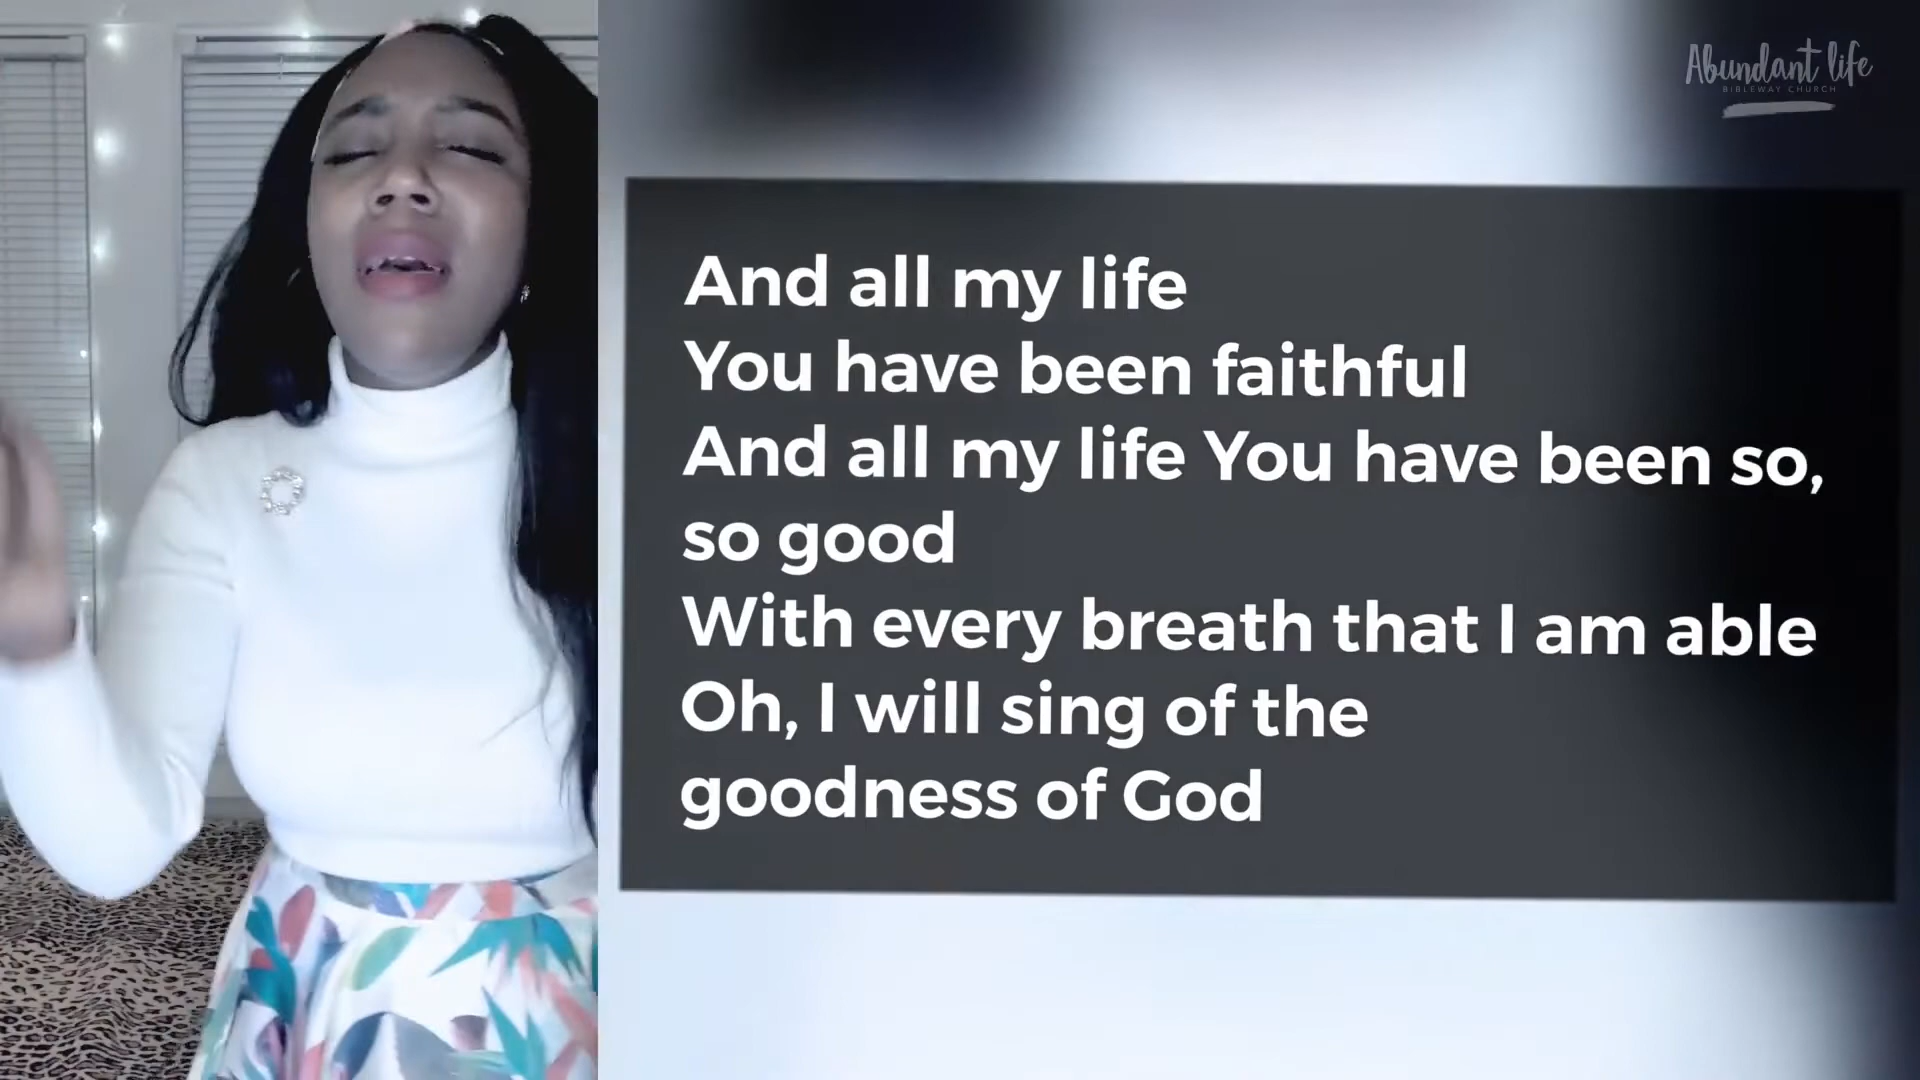 Abundant life
BIBLEWAY CHURCH
And all my life
You have been faithful
And all my life You have been so,
so good
With every breath that I am able
Oh, I will sing of the
goodness of God